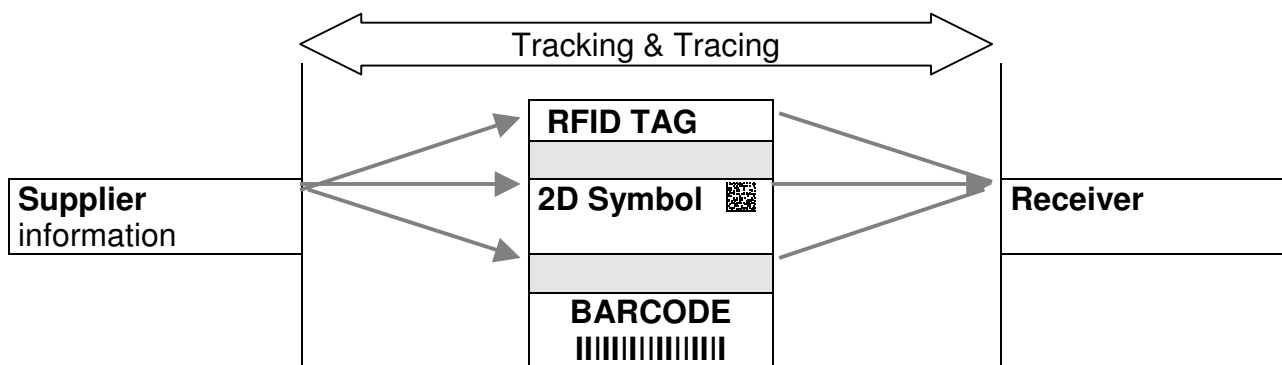 Tracking & Tracing
RFID TAG
Supplier
information
2D Symbol
Receiver
BARCODE